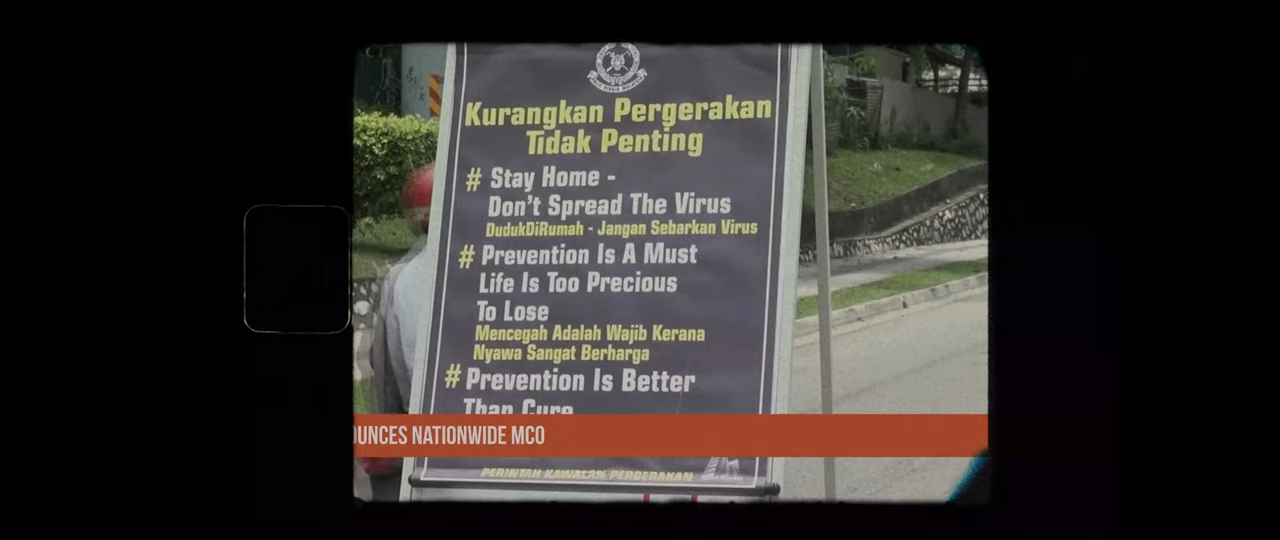 Kurangkan Pergerakan
Tidak Penting
# Stay Home -
Don't Spread The Virus
DudukDiRumah - Jangan Sebarkan Virus
# Prevention Is A Must
Life Is Too Precious
To Lose
Mencegah Adalah Wajib Kerana
Nyawa Sangat Berharga
# Prevention Is Better
Than Cure
OUNCES NATIONWIDE MCO
PERINTAH KAWALAN PERGERAKAN